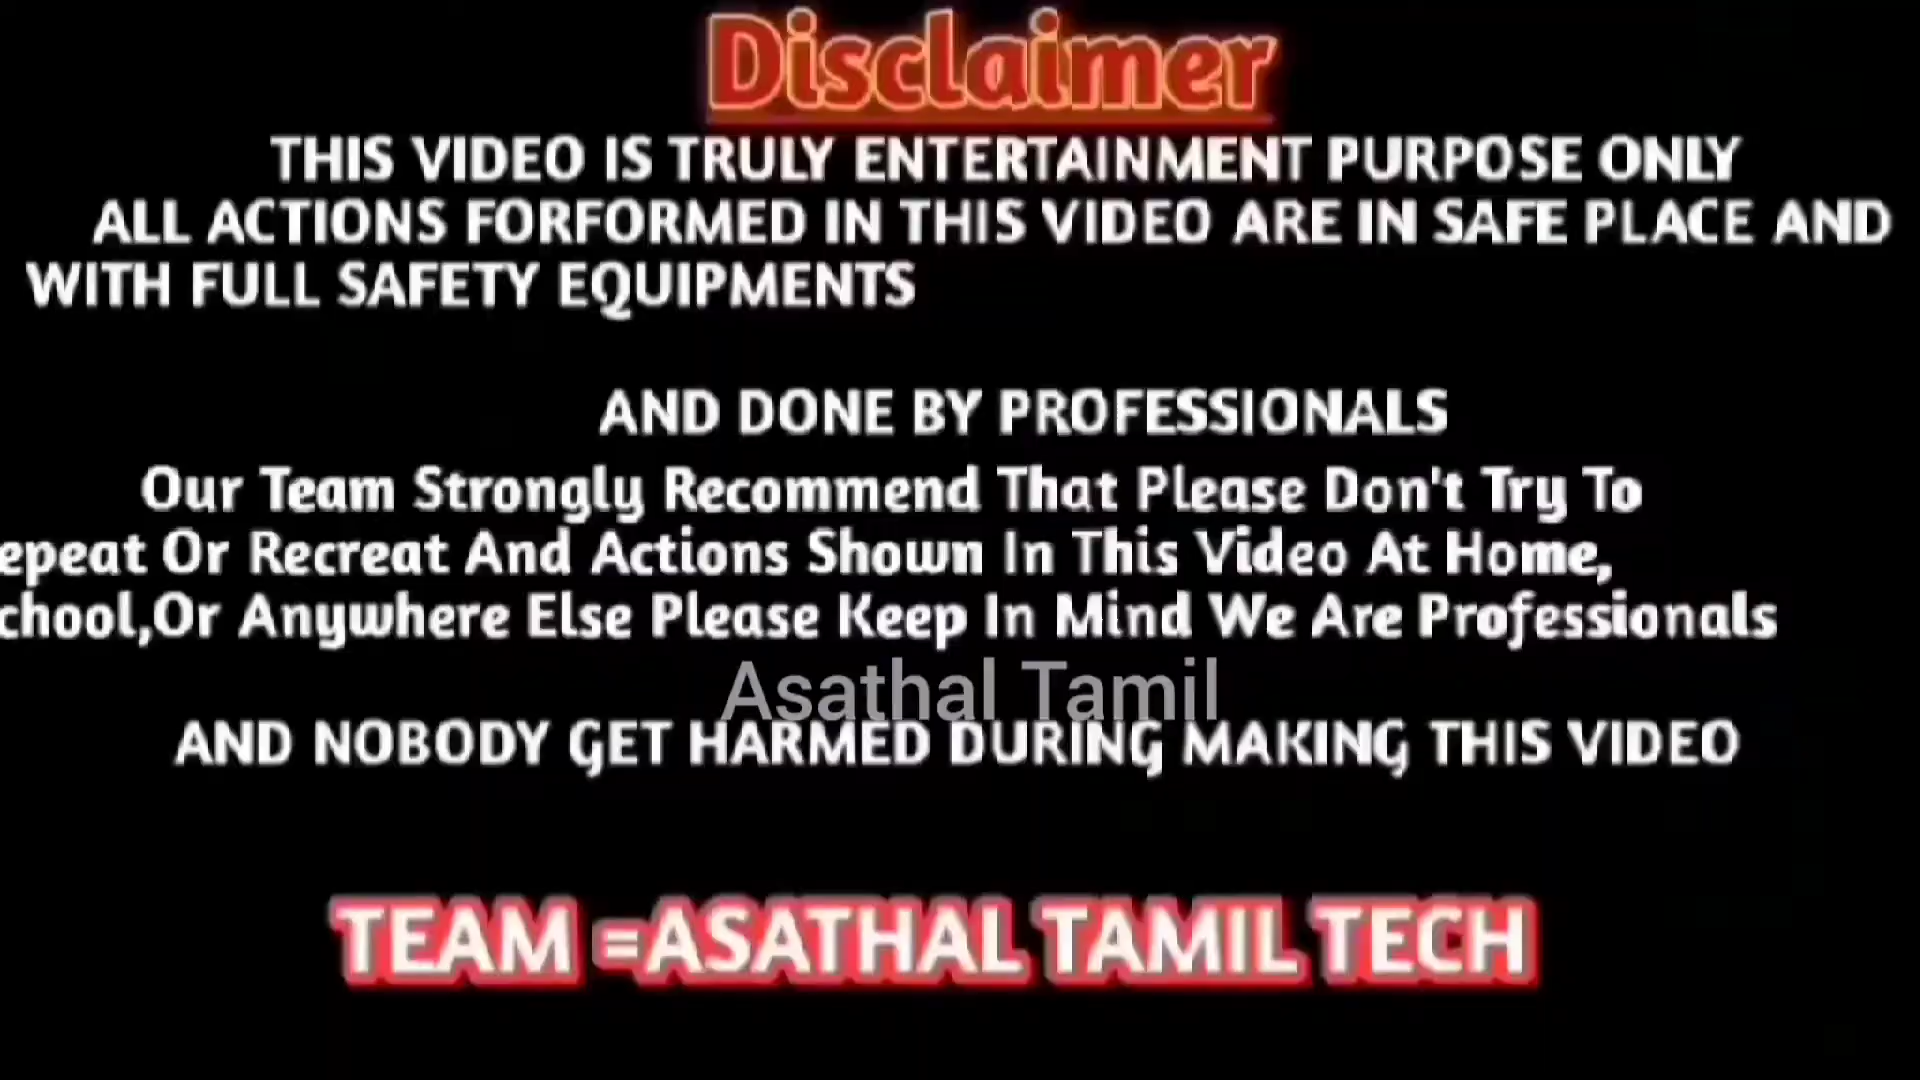 Disclaimer
THIS VIDEO IS TRULY ENTERTAINMENT PURPOSE ONLY
ALL ACTIONS FORFORMED IN THIS VIDEO ARE IN SAFE PLACE AND
WITH FULL SAFETY EQUIPMENTS
AND DONE BY PROFESSIONALS
Our Team Strongly Recommend That Please Don't Try To
epeat Or Recreat And Actions Shown In This Video At Home,
chool,Or Anywhere Else Please Keep In Mind We Are Professionals
Asathal Tamil
AND NOBODY GET HARMED DURING MAKING THIS VIDEO
TEAM =ASATHAL TAMIL TECH